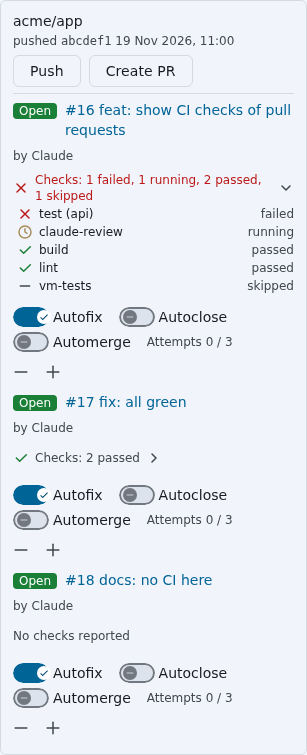 acme/app
pushed abcdef1 19 Nov 2026, 11:00
Push
Create PR
Open #16 feat: show CI checks of pull
requests
by Claude
Checks: 1 failed, 1 running, 2 passed,
1 skipped
test (api) failed
claude-review running
build passed
lint passed
vm-tests skipped
Autofix Autoclose
Automerge Attempts 0 / 3
Open #17 fix: all green
by Claude
Checks: 2 passed
Autofix Autoclose
Automerge Attempts 0 / 3
Open #18 docs: no CI here
by Claude
No checks reported
Autofix Autoclose
Automerge Attempts 0 / 3